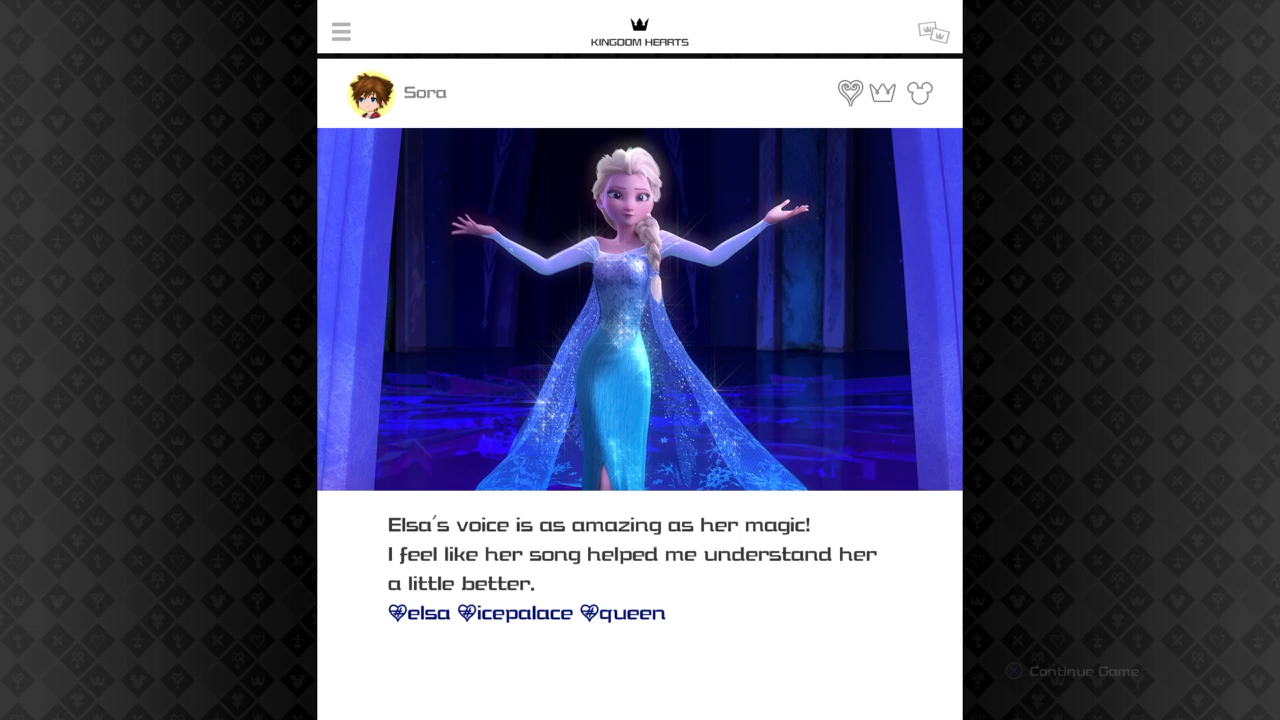 KINGDOM HEARTS
Sora
Elsa's voice is as amazing as her magic!
I feel like her song helped me understand her
a little better.
#elsa #icepalace #queen
Continue Game